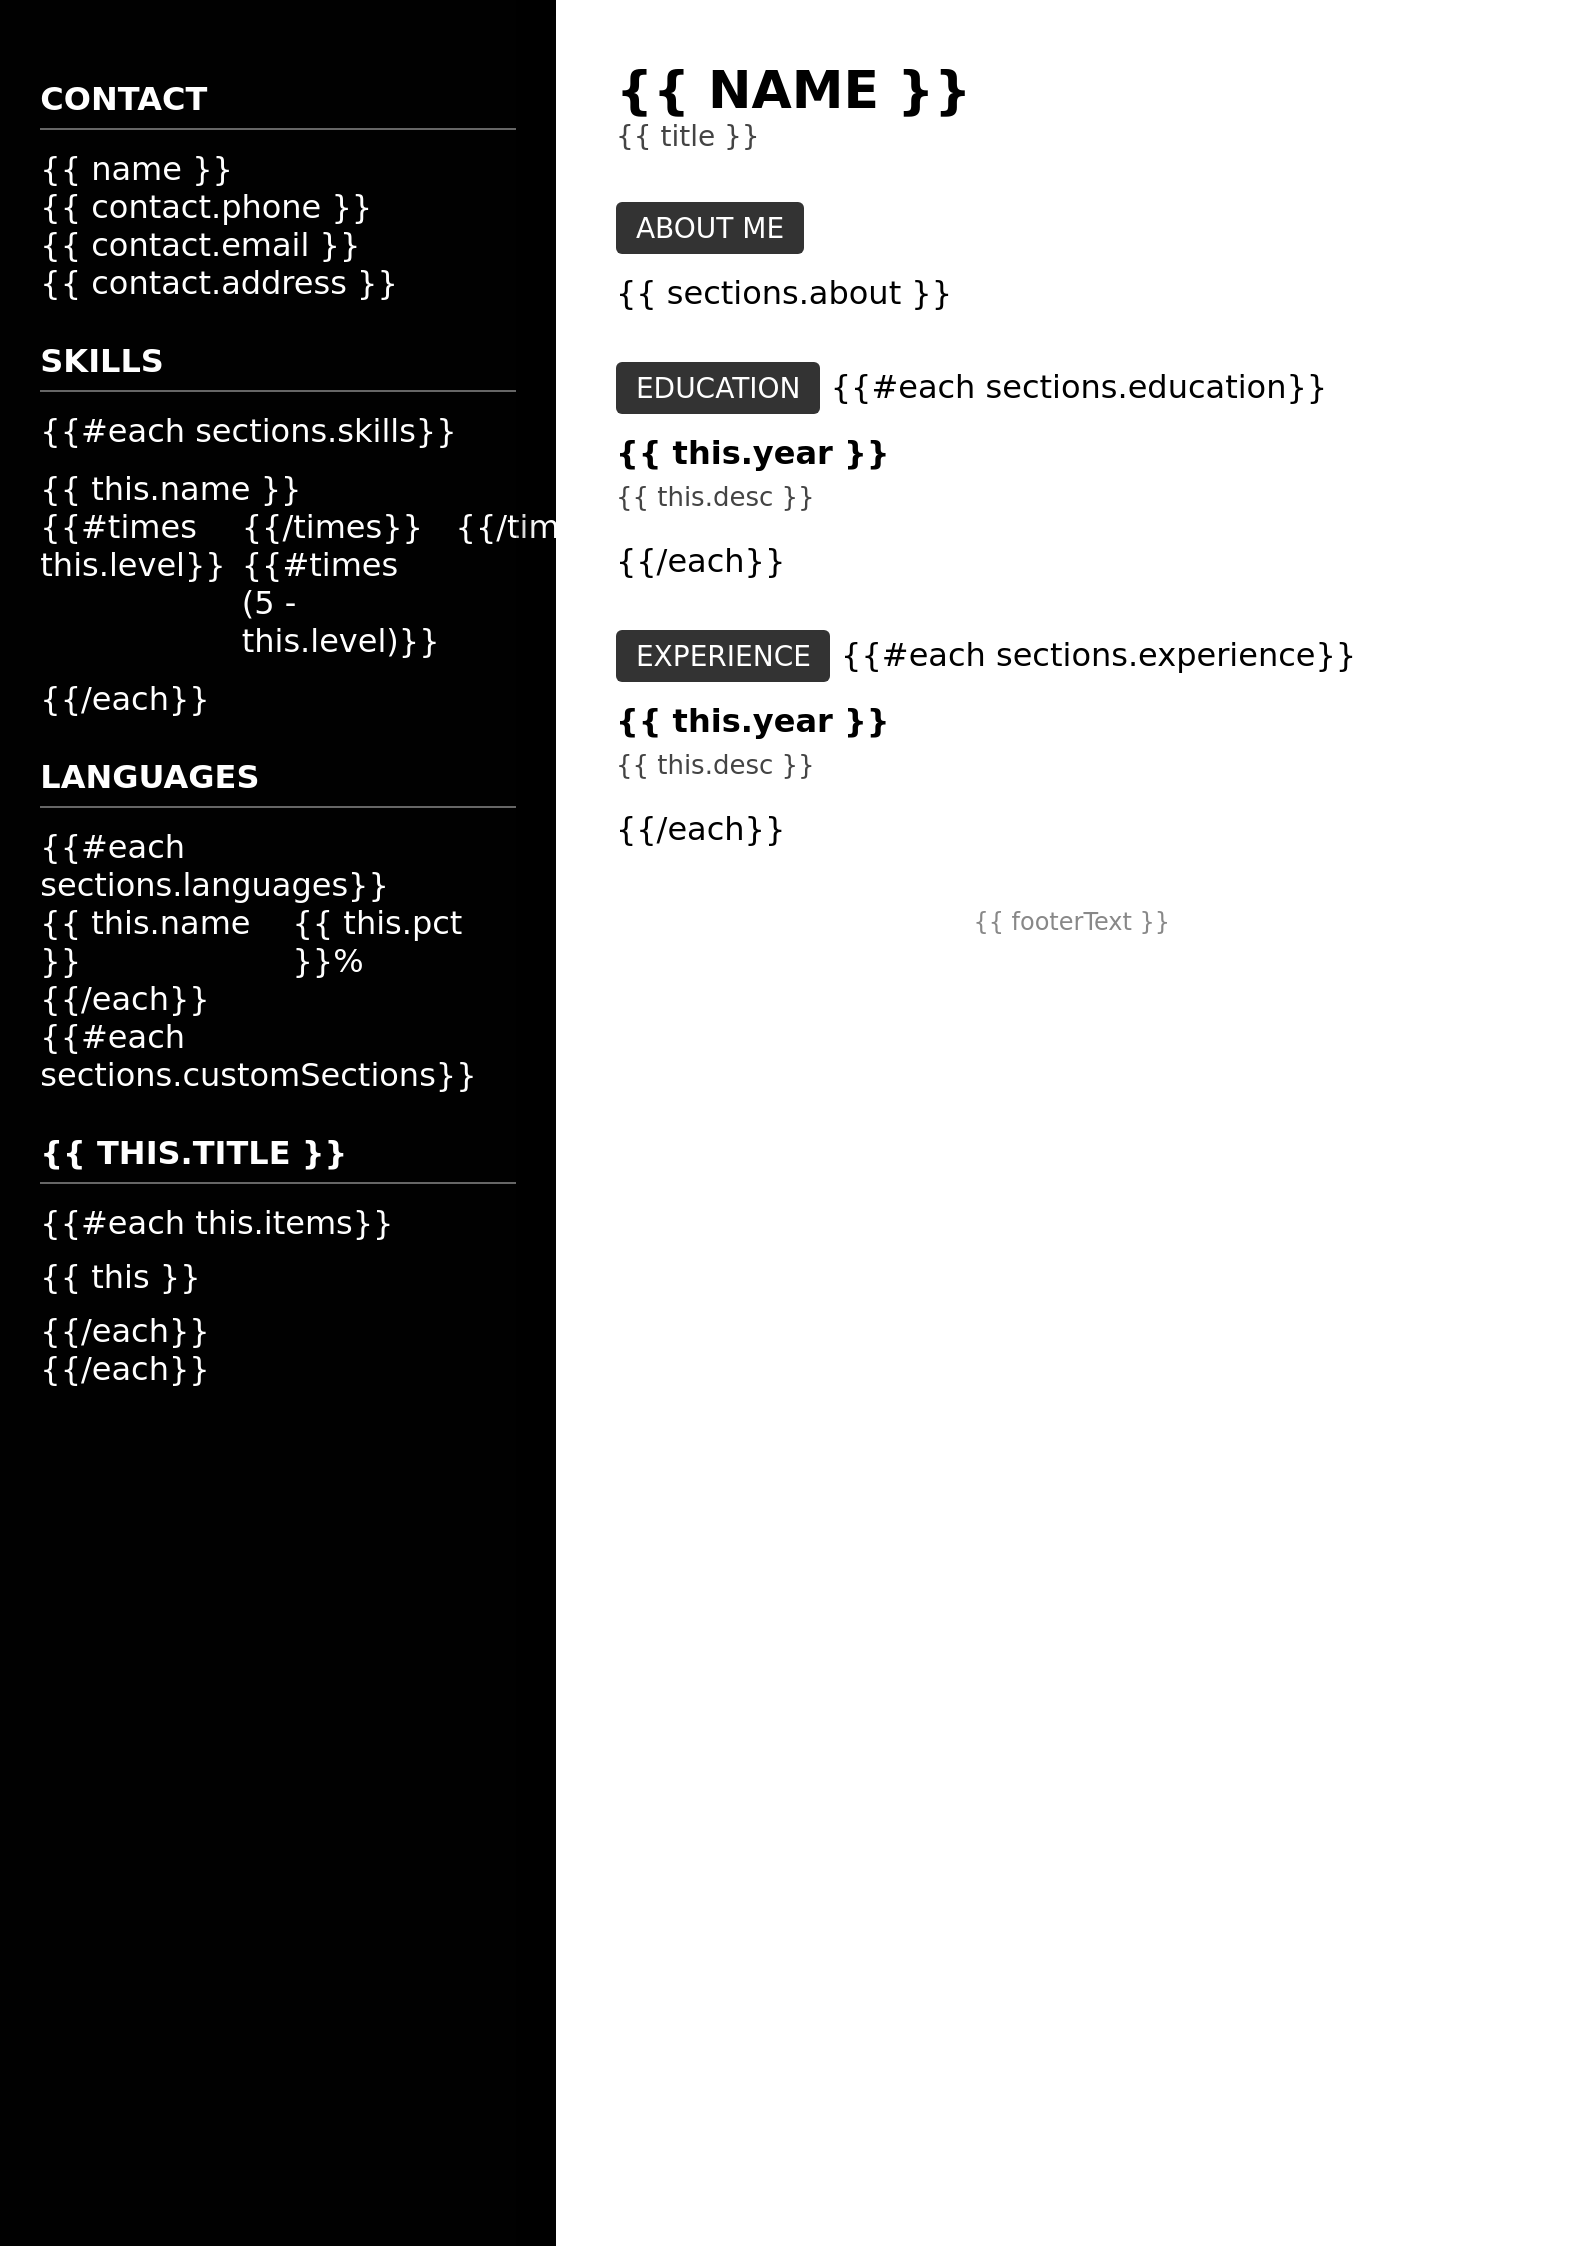 CONTACT
{{ name }}
{{ contact.phone }}
{{ contact.email }}
{{ contact.address }}
SKILLS
{{#each sections.skills}}
{{ this.name }}
{{#times this.level}}
{{/times}} {{#times (5 - this.level)}}
{{/tim
{{/each}}
LANGUAGES
{{#each
sections.languages}}
{{ this.name }}
{{ this.pct }}%
{{/each}}
{{#each
sections.customSections}}
{{ THIS.TITLE }}
{{#each this.items}}
{{ this }}
{{/each}}
{{/each}}
{{ NAME }}
{{ title }}
ABOUT ME
{{ sections.about }}
EDUCATION {{#each sections.education}}
{{ this.year }}
{{ this.desc }}
{{/each}}
EXPERIENCE {{#each sections.experience}}
{{ this.year }}
{{ this.desc }}
{{/each}}
{{ footerText }}